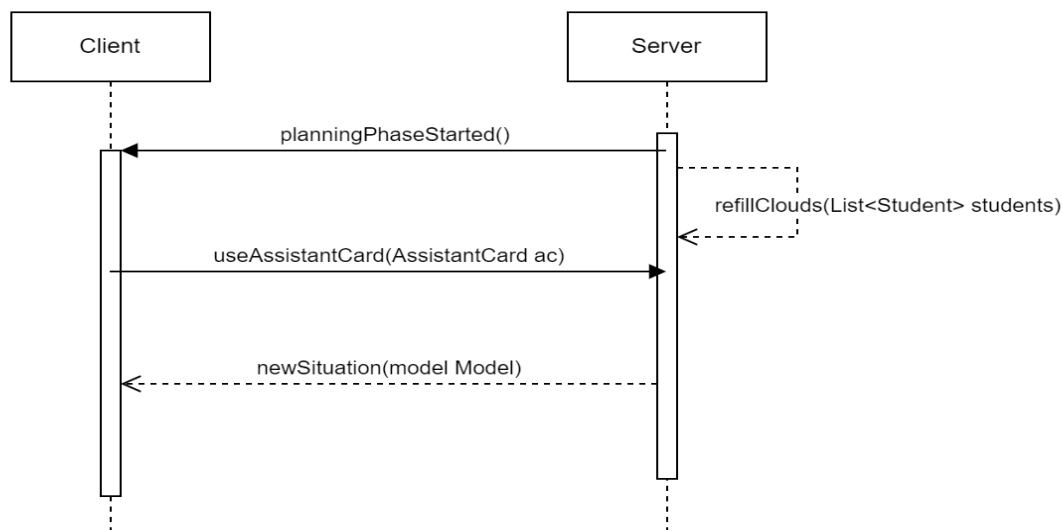 Client
Server
planningPhaseStarted()
refillClouds(List<Student> students)
useAssistantCard(AssistantCard ac)
newSituation(model Model)